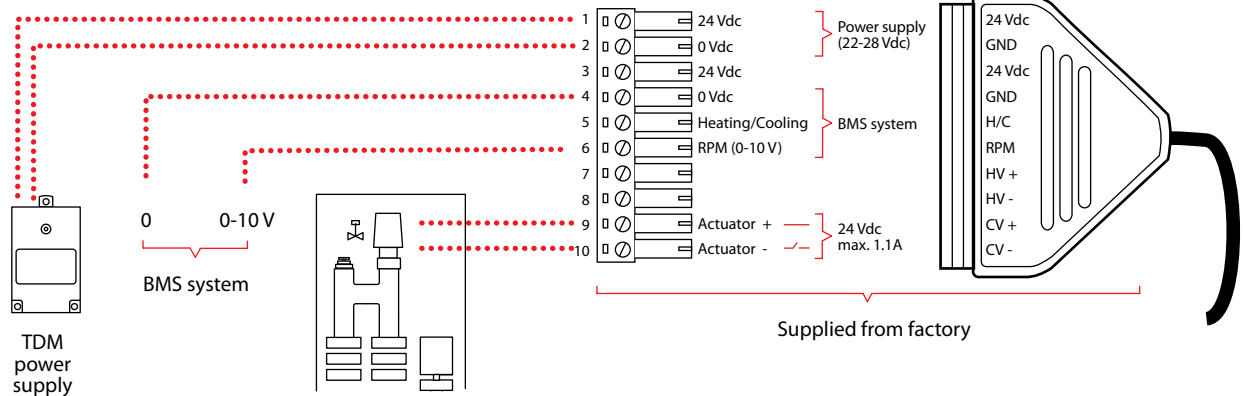 1 24 Vdc
2 0 Vdc
3 24 Vdc
4 0 Vdc
5 Heating/Cooling
6 RPM (0-10 V)
7
8
9 Actuator +
10 Actuator -
Power supply
(22-28 Vdc)
BMS system
24 Vdc
max. 1.1A
24 Vdc
GND
24 Vdc
GND
H/C
RPM
HV +
HV -
CV +
CV -
0 0-10 V
BMS system
TDM
power
supply
Supplied from factory